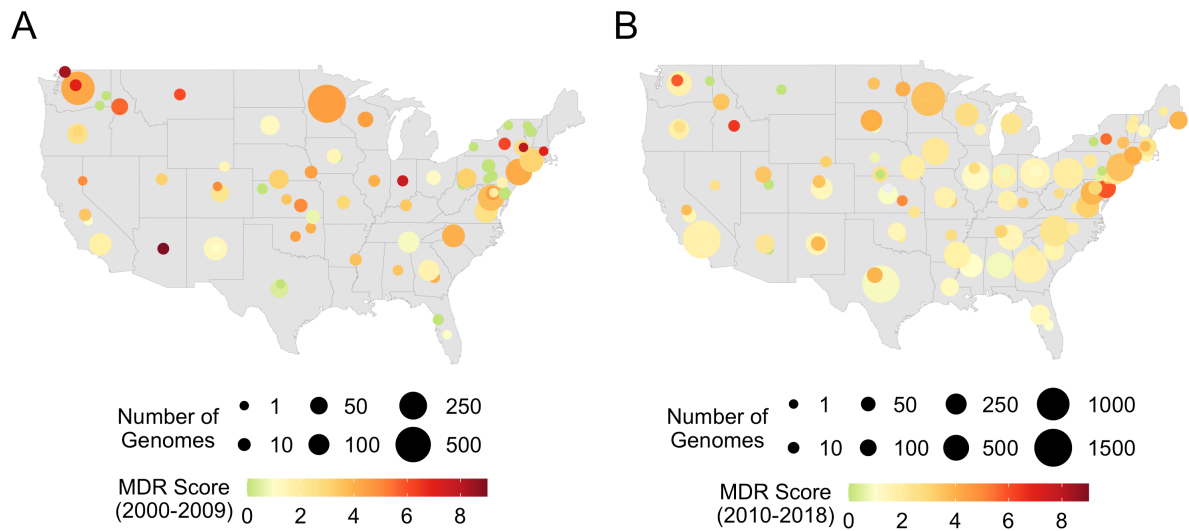 A
B
Number of
Genomes
1 50 250
10 100 500
MDR Score
(2000-2009)
0 2 4 6 8
Number of
Genomes
1 50 250 1000
10 100 500 1500
MDR Score
(2010-2018)
0 2 4 6 8